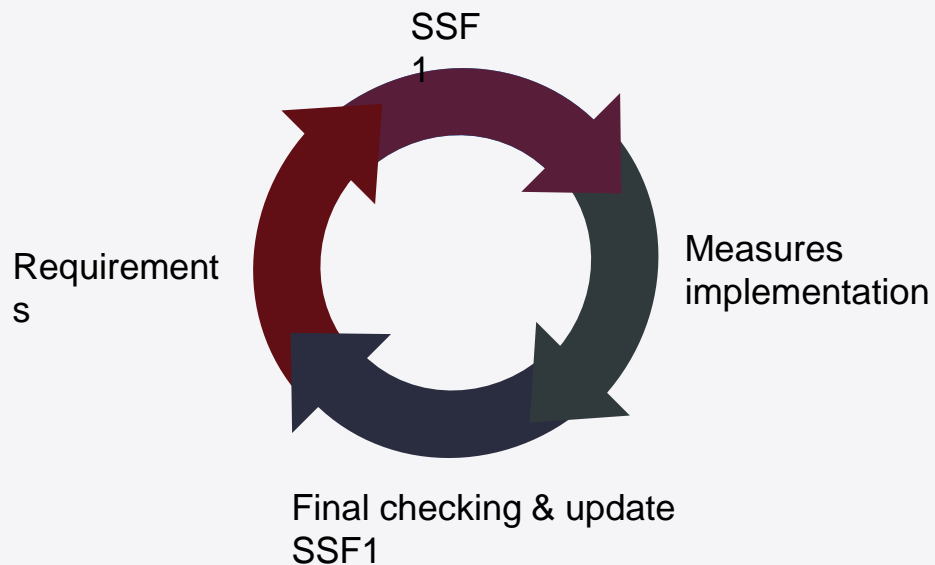 SSF
1
Measures
implementation
Requirement
s
Final checking & update
SSF1